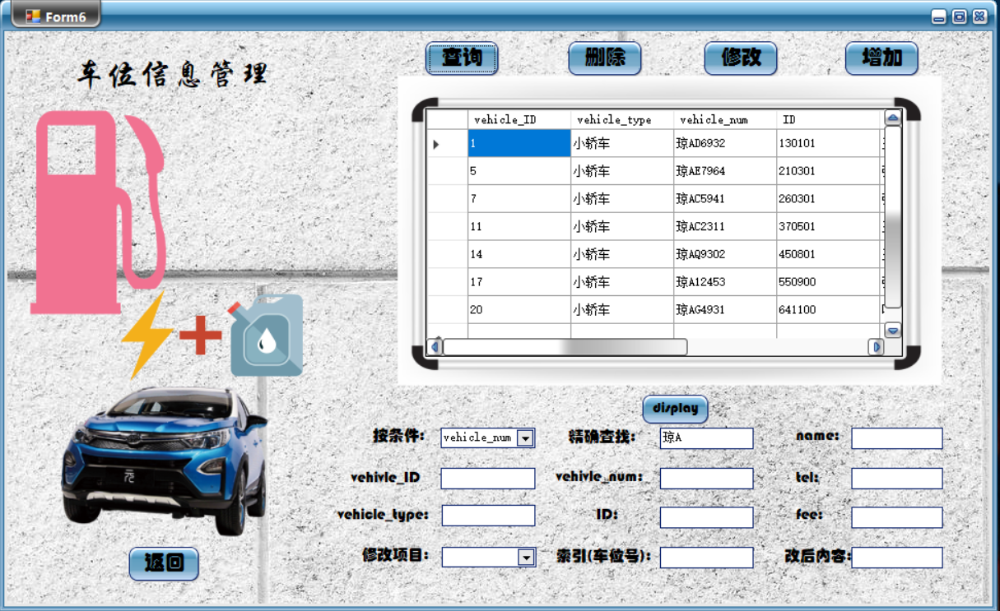 Form6
车位信息管理
查询 删除 修改 增加
vehicle_ID vehicle_type vehicle_num ID
1 小轿车 琼AD6932 130101
5 小轿车 琼AE7964 210301
7 小轿车 琼AC5941 260301
11 小轿车 琼AC2311 370501
14 小轿车 琼AQ9302 450801
17 小轿车 琼A12453 550900
20 小轿车 琼AG4931 641100
display
按条件: vehicle_num 精确查找: 琼A name:
vehivle_ID vehivle_num: tel:
vehicle_type: ID: fee:
修改项目: 索引(车位号): 改后内容:
返回